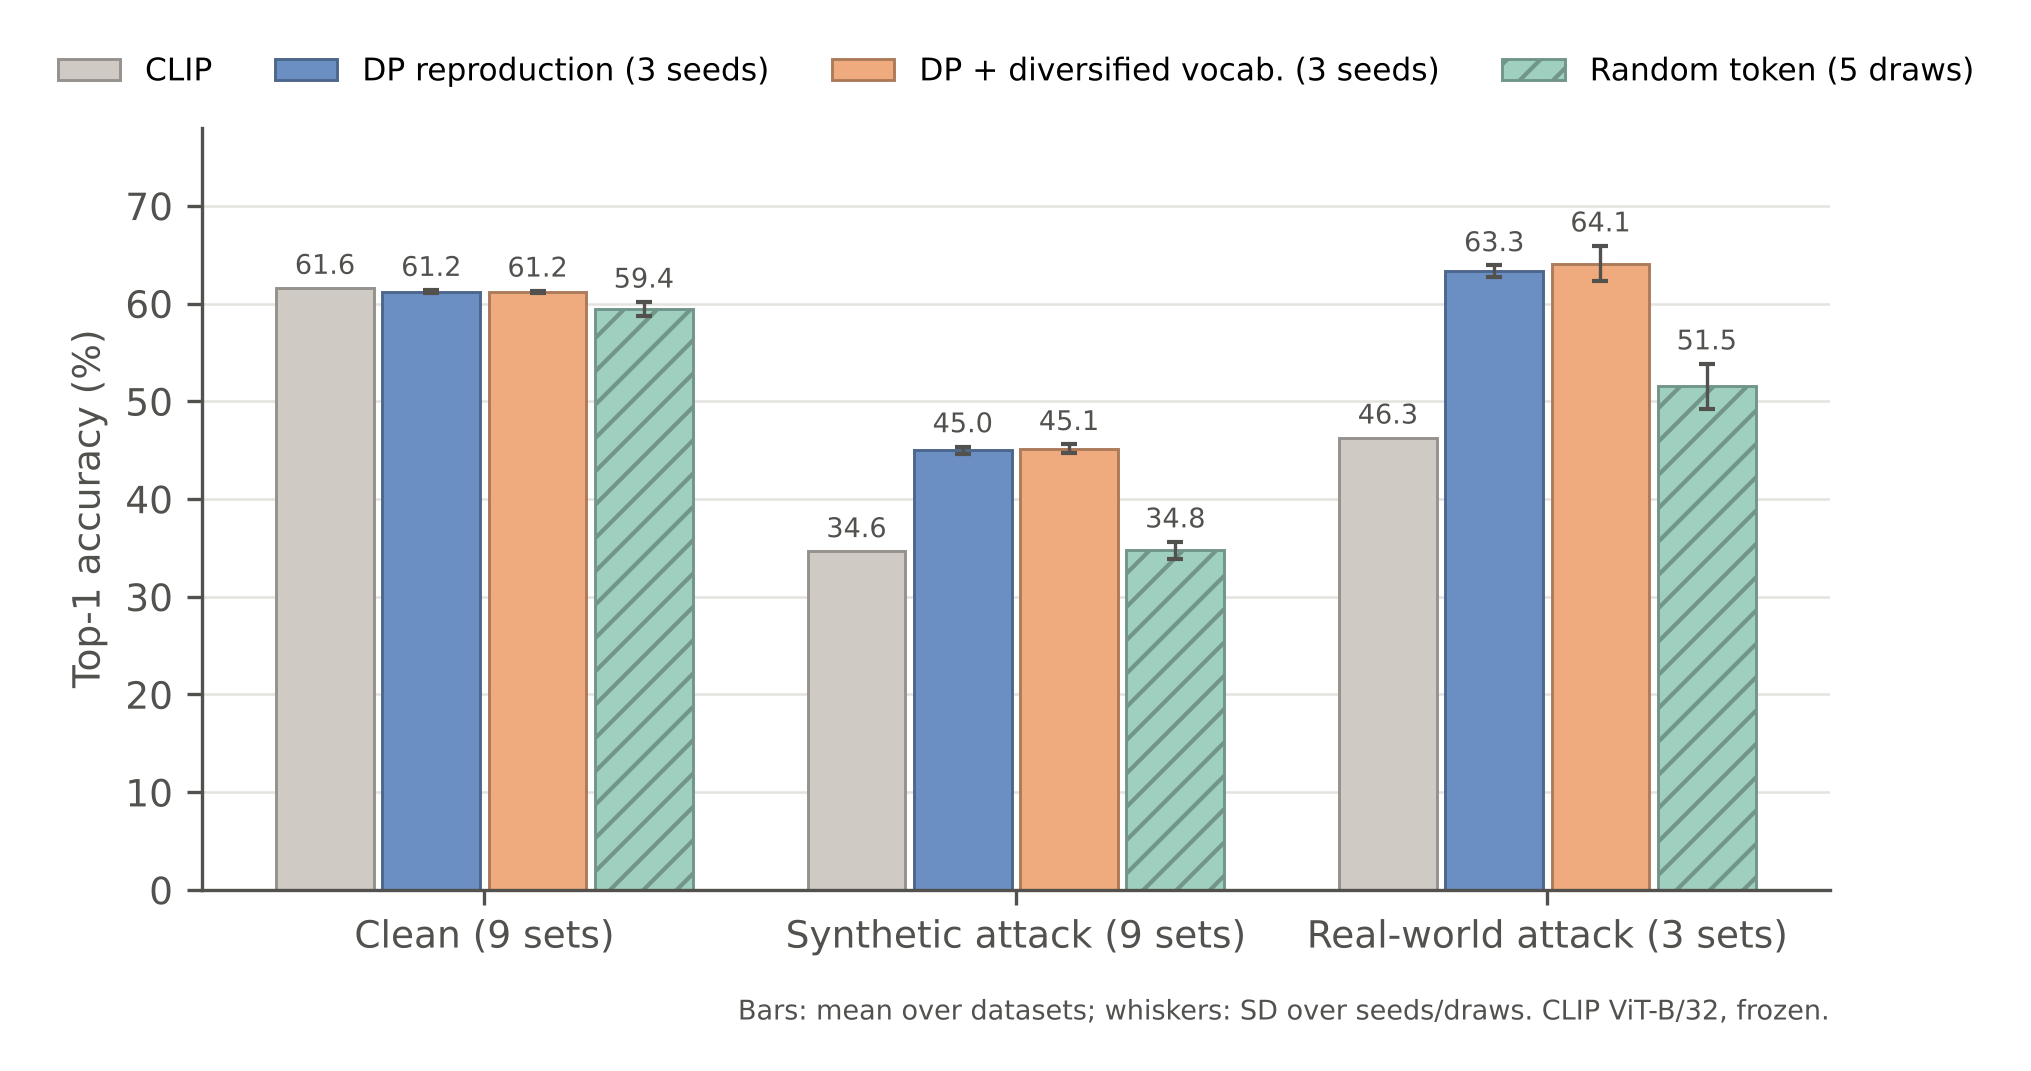 CLIP DP reproduction (3 seeds) DP + diversified vocab. (3 seeds) Random token (5 draws)
Top-1 accuracy (%)
70
60
50
40
30
20
10
0
61.6 61.2 61.2 59.4
34.6 45.0 45.1 34.8
46.3 63.3 64.1 51.5
Clean (9 sets) Synthetic attack (9 sets) Real-world attack (3 sets)
Bars: mean over datasets; whiskers: SD over seeds/draws. CLIP ViT-B/32, frozen.